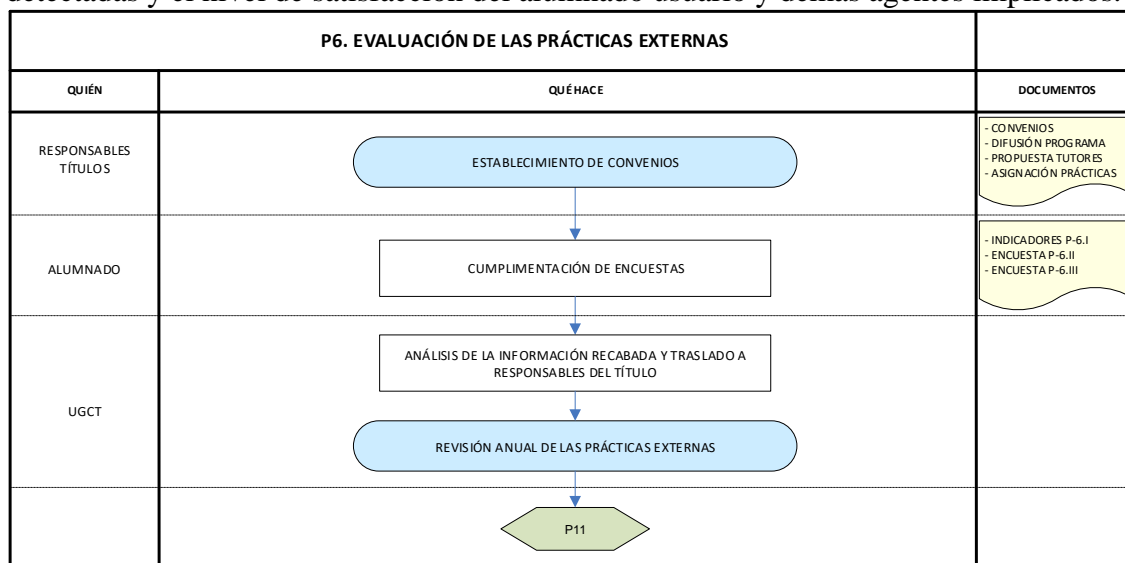 detectadas y el nivel de satisfacción del alumnado usuario y demás agentes implicados.
P6. EVALUACIÓN DE LAS PRÁCTICAS EXTERNAS
QUIÉN
QUÉ HACE
DOCUMENTOS
RESPONSABLES
TÍTULOS
ESTABLECIMIENTO DE CONVENIOS
- CONVENIOS
- DIFUSIÓN PROGRAMA
- PROPUESTA TUTORES
- ASIGNACIÓN PRÁCTICAS
ALUMNADO
CUMPLIMENTACIÓN DE ENCUESTAS
- INDICADORES P-6.I
- ENCUESTA P-6.II
- ENCUESTA P-6.III
UGCT
ANÁLISIS DE LA INFORMACIÓN RECABADA Y TRASLADO A
RESPONSABLES DEL TÍTULO
REVISIÓN ANUAL DE LAS PRÁCTICAS EXTERNAS
P11